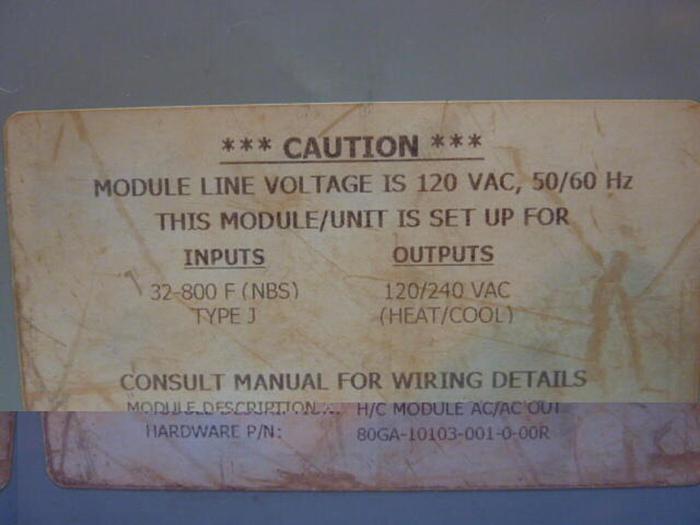 *** CAUTION ***
MODULE LINE VOLTAGE IS 120 VAC, 50/60 Hz
THIS MODULE/UNIT IS SET UP FOR
INPUTS OUTPUTS
32-800 F (NBS) 120/240 VAC
TYPE J (HEAT/COOL)
CONSULT MANUAL FOR WIRING DETAILS
MODULE DESCRIPTION: H/C MODULE AC/AC OUT
HARDWARE P/N: 80GA-10103-001-0-00R